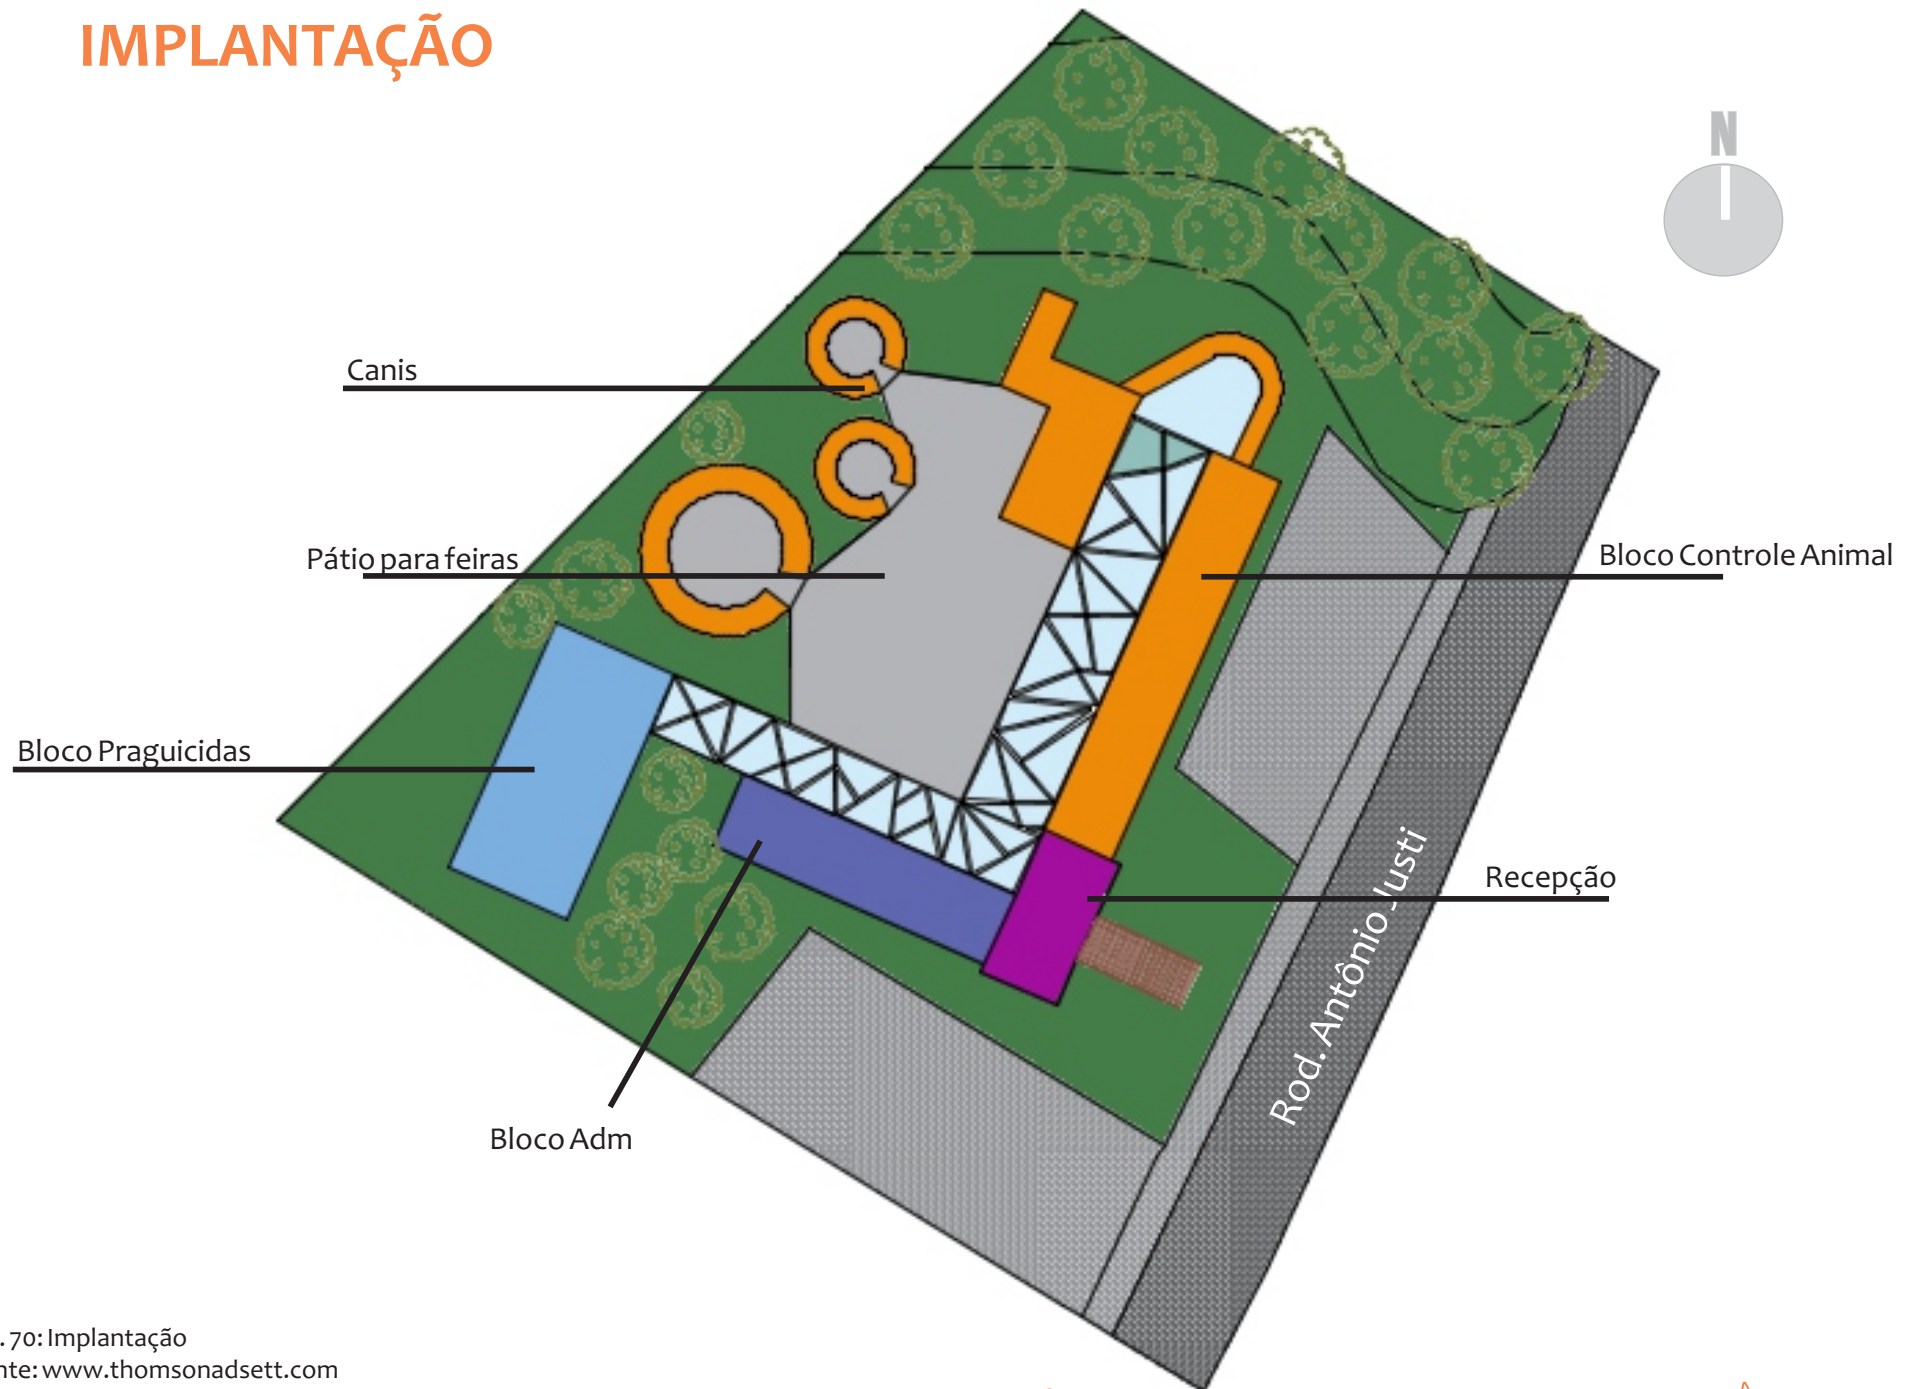 IMPLANTAÇÃO
N
Canis
Pátio para feiras
Bloco Controle Animal
Bloco Praguicidas
Recepção
Rod. Antônio Justi
Bloco Adm
. 70: Implantação
nte: www.thomsonadsett.com